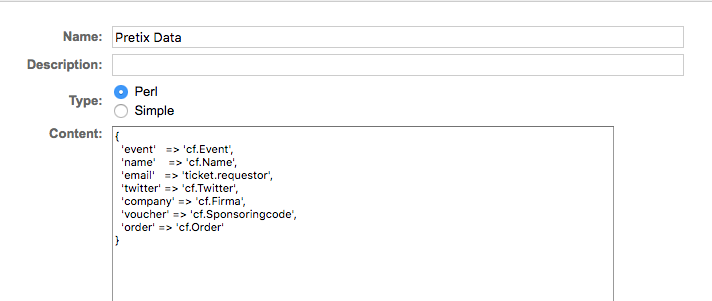 Name: Pretix Data
Description:
Type: Perl
Simple
Content: {
'event' => 'cf.Event',
'name' => 'cf.Name',
'email' => 'ticket.requestor',
'twitter' => 'cf.Twitter',
'company' => 'cf.Firma',
'voucher' => 'cf.Sponsoringcode',
'order' => 'cf.Order'
}